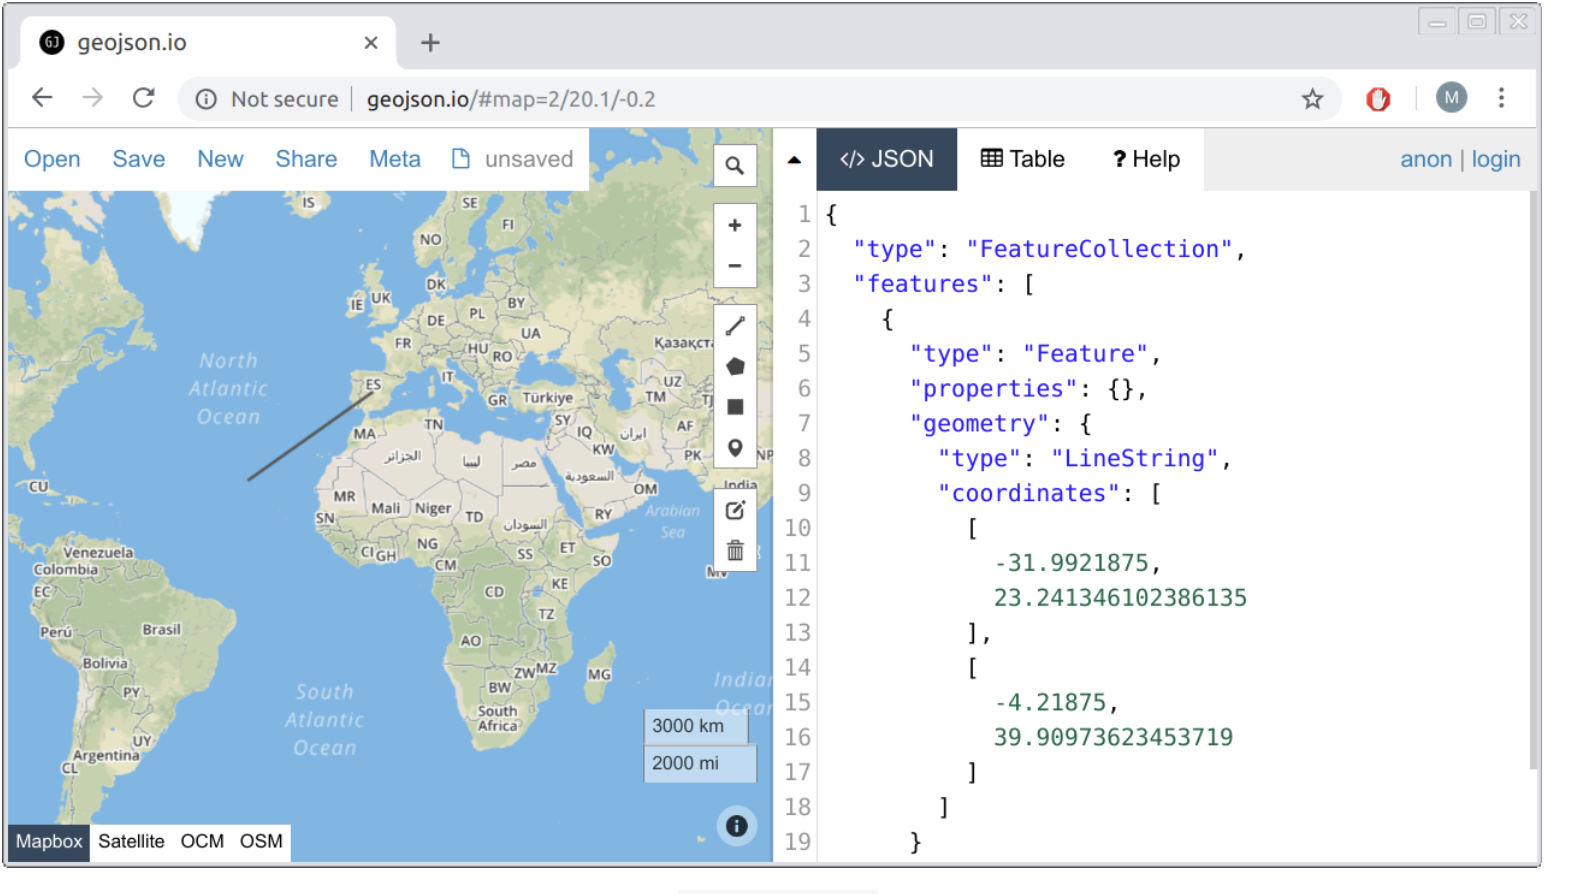 GJ geojson.io
Not secure geojson.io/#map=2/20.1/-0.2 M
Open Save New Share Meta unsaved
</> JSON Table ? Help anon | login
IS
SE
FI
NO
DK
IE UK
BY
DE PL
UA
FR
HU RO
Қазақст
North
Atlantic
Ocean
IT
ES
UZ
TM
TJ
GR Türkiye
TN
SY
MA
IQ ایران AF
KW
الجزائر ليبيا مصر
PK NP
السعودية
CU
OM India
MR
Mali Niger TD
SN السودان
RY
Arabian
Sea
NG
CI GH
SS ET
SO
CM
MV
Venezuela
Colombia
EC
CD KE
TZ
Perú Brasil
AO
Bolivia
ZW MZ
MG
BW
PY
South
Africa
South
Atlantic
Ocean
Indian
Ocean
UY
Argentina
CL
3000 km
2000 mi
Mapbox Satellite OCM OSM
1 {
2 "type": "FeatureCollection",
3 "features": [
4 {
5 "type": "Feature",
6 "properties": {},
7 "geometry": {
8 "type": "LineString",
9 "coordinates": [
10 [
11 -31.9921875,
12 23.241346102386135
13 ],
14 [
15 -4.21875,
16 39.90973623453719
17 ]
18 ]
19 }